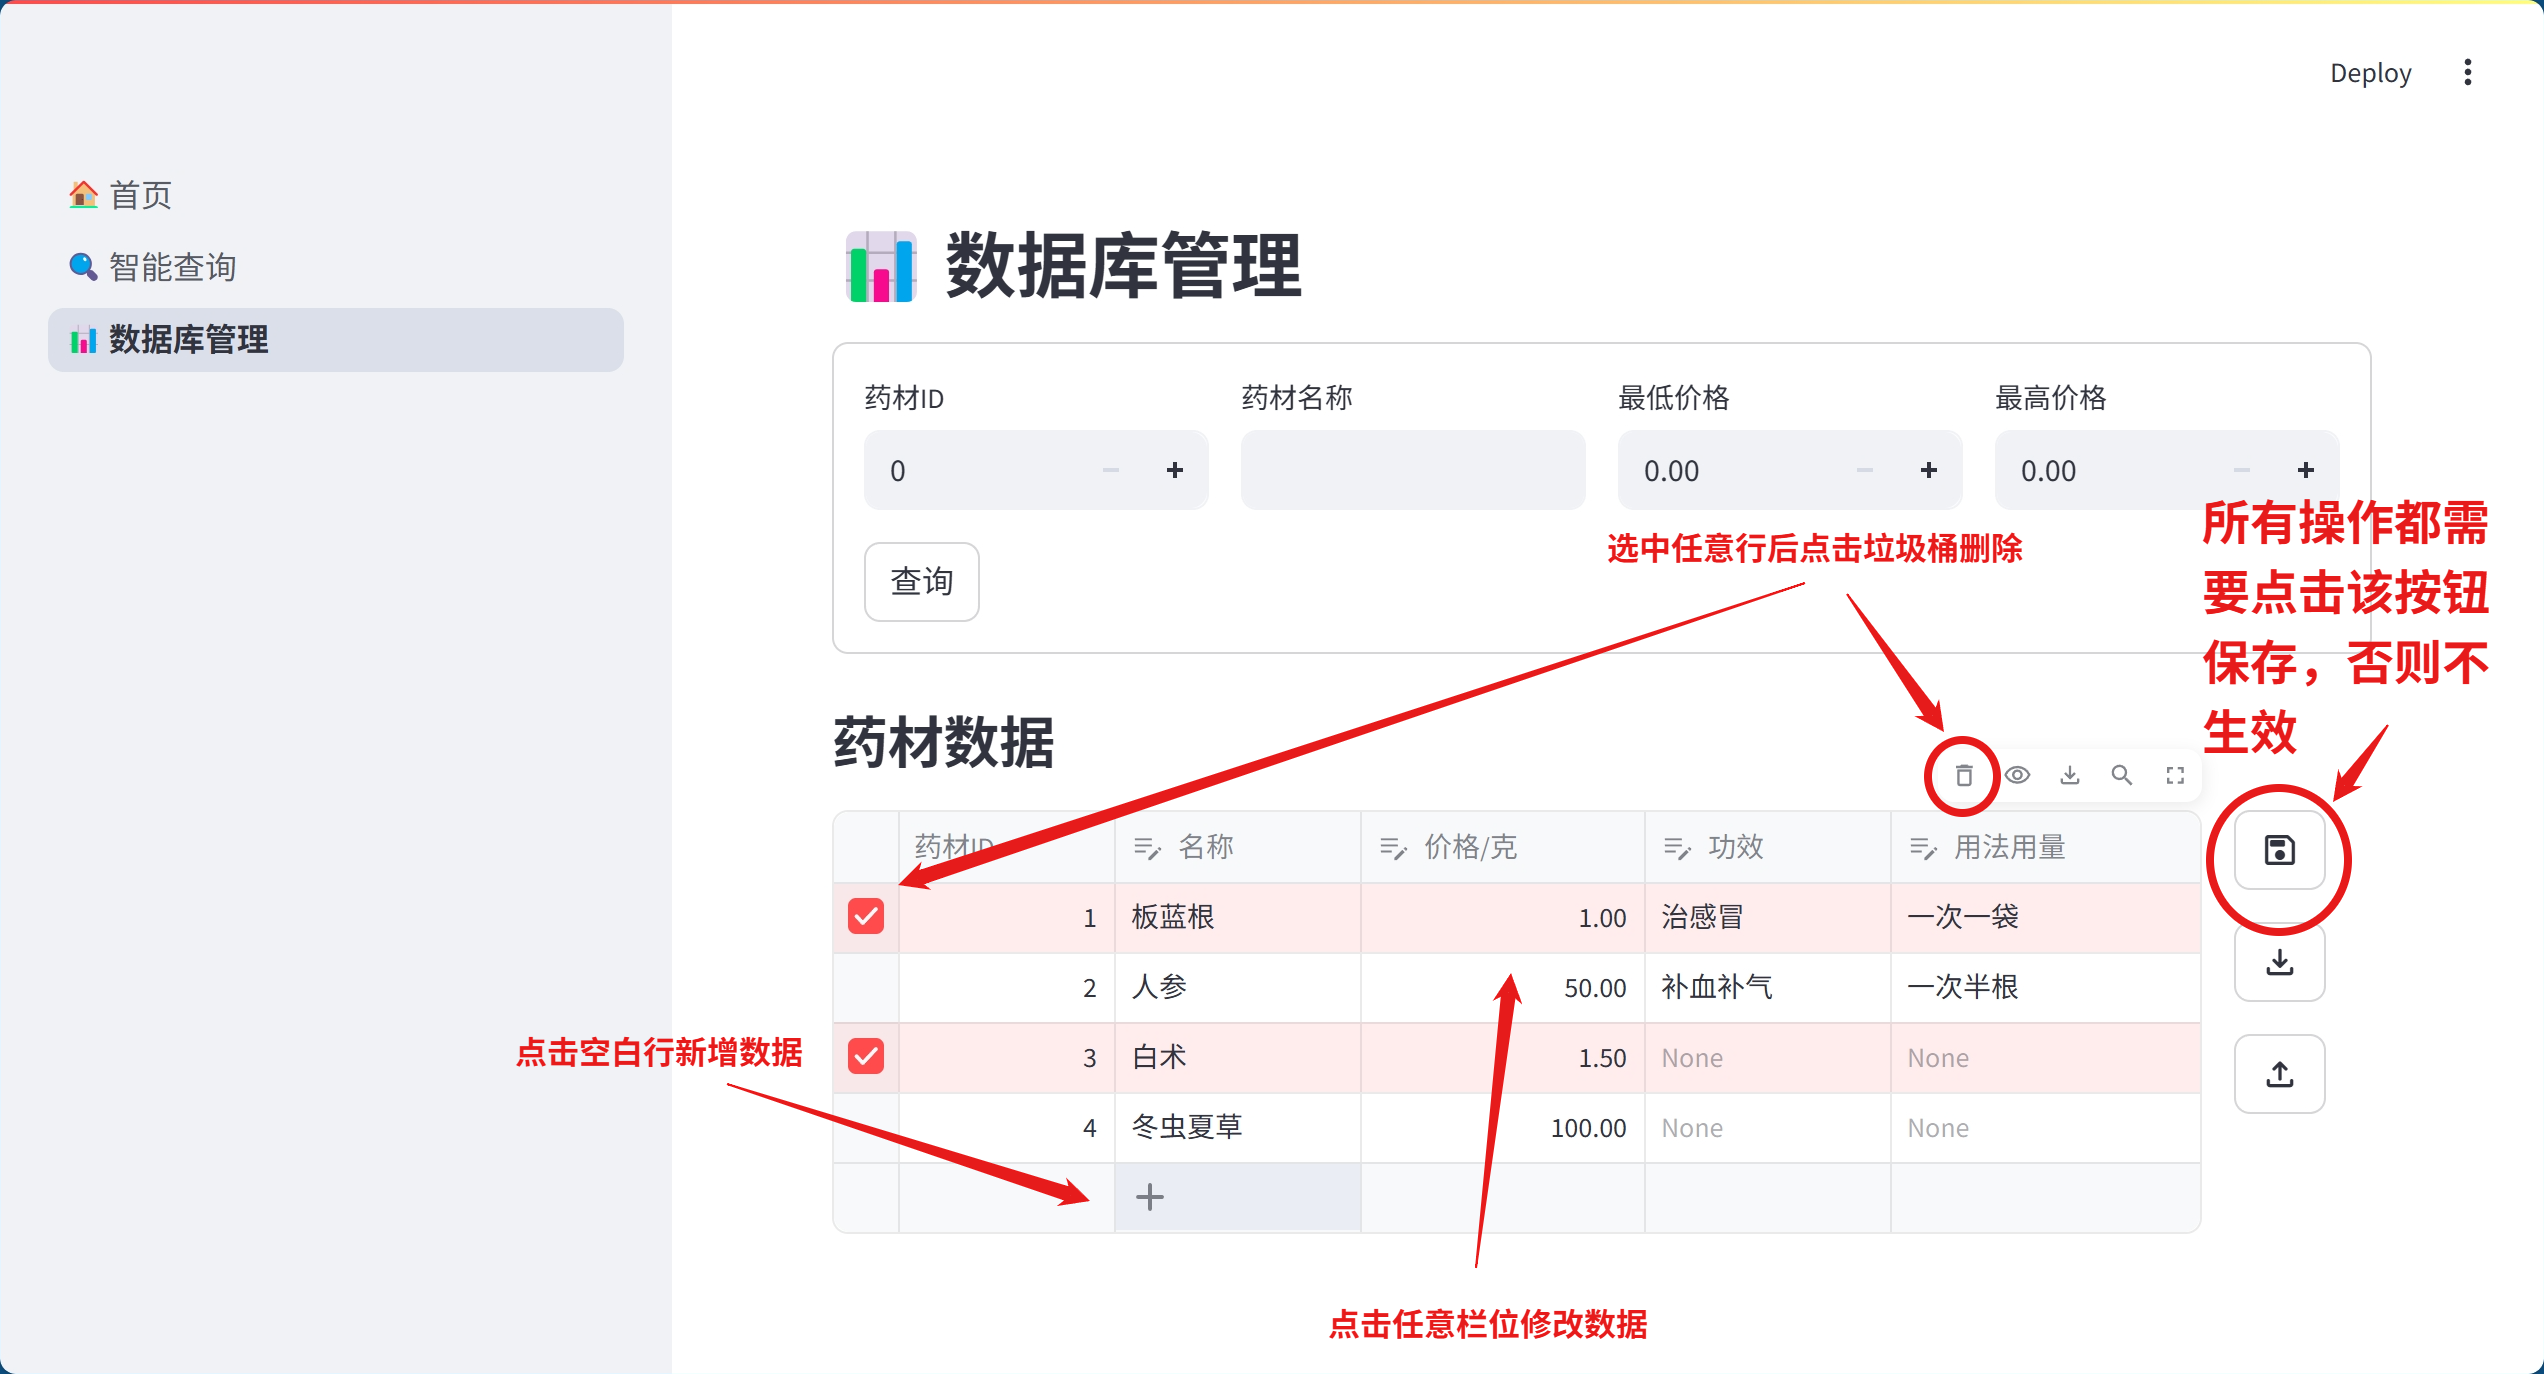 Deploy
首页
智能查询
数据库管理
数据库管理
药材ID 药材名称 最低价格 最高价格
0 0.00 0.00
查询
选中任意行后点击垃圾桶删除
所有操作都需
要点击该按钮
保存，否则不
生效
药材数据
药材ID 名称 价格/克 功效 用法用量
1 板蓝根 1.00 治感冒 一次一袋
2 人参 50.00 补血补气 一次半根
3 白术 1.50 None None
4 冬虫夏草 100.00 None None
点击空白行新增数据
点击任意栏位修改数据